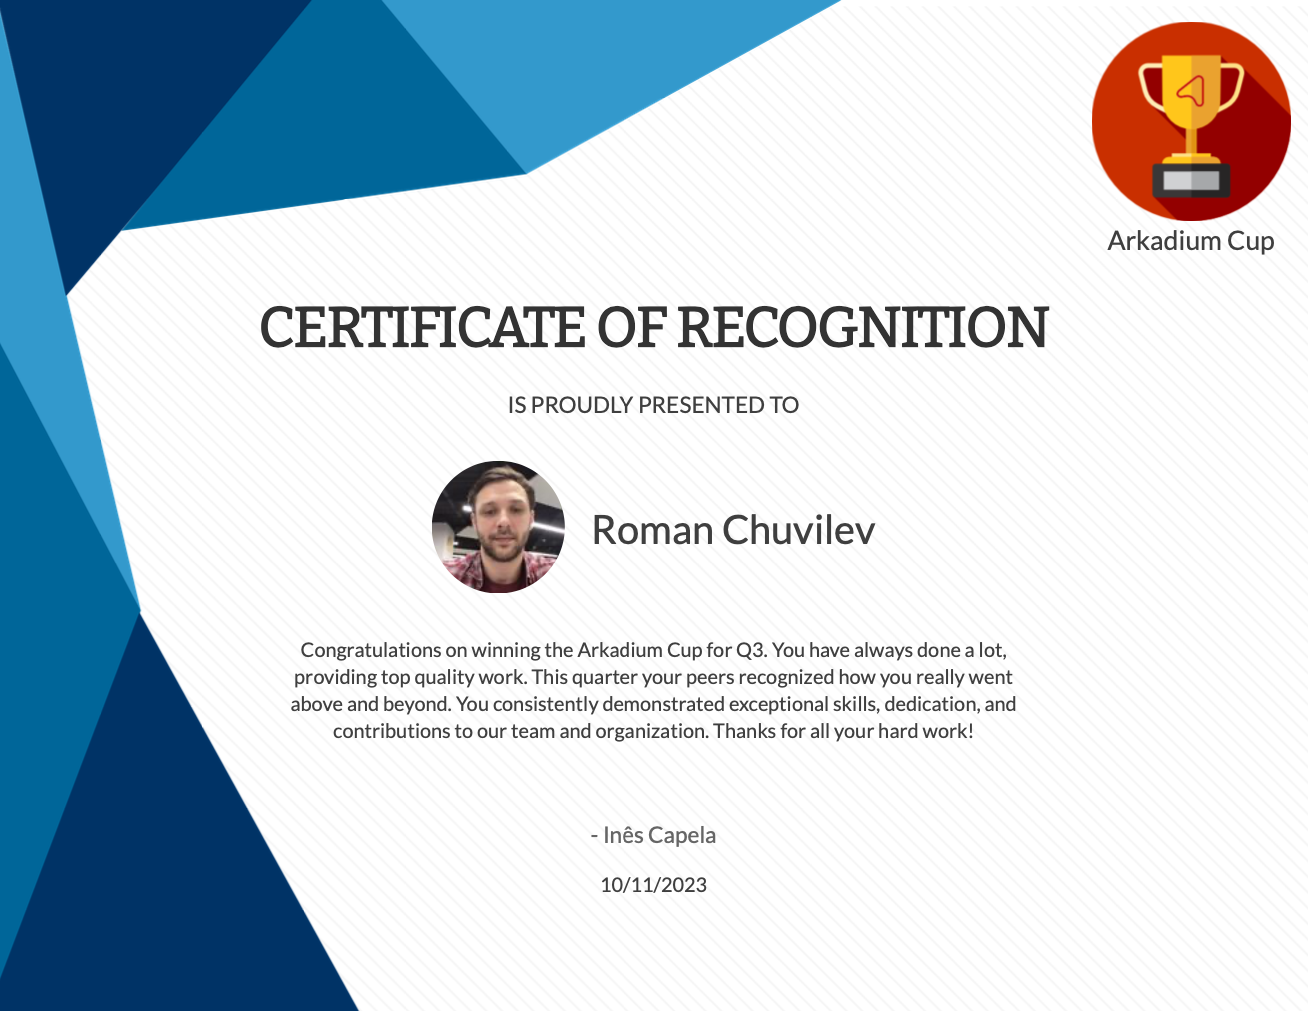 Arkadium Cup
CERTIFICATE OF RECOGNITION
IS PROUDLY PRESENTED TO
Roman Chuvilev
Congratulations on winning the Arkadium Cup for Q3. You have always done a lot,
providing top quality work. This quarter your peers recognized how you really went
above and beyond. You consistently demonstrated exceptional skills, dedication, and
contributions to our team and organization. Thanks for all your hard work!
- Inês Capela
10/11/2023